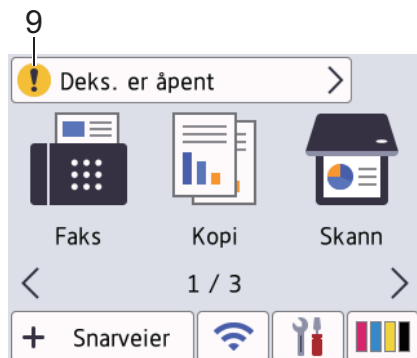 9
! Deks. er åpent
Faks Kopi Skann
1 / 3
+ Snarveier